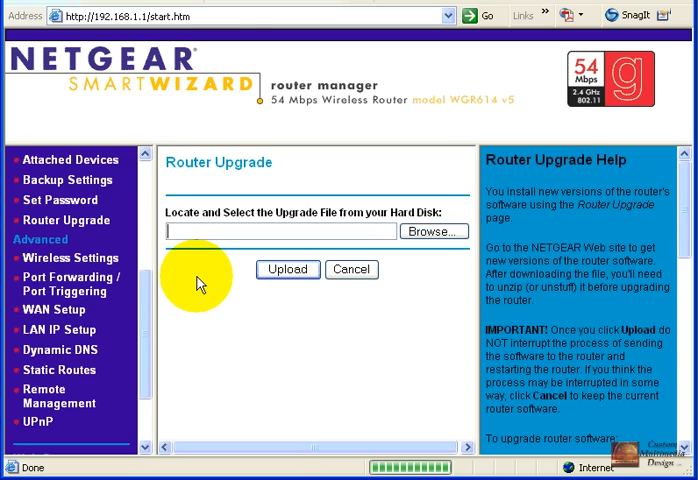 Address http://192.168.1.1/start.htm Go Links » SnagIt
NETGEAR®
SMARTWIZARD router manager
54 Mbps Wireless Router model WGR614 v5
54
Mbps
2.4 GHz
802.11
g
Attached Devices
Backup Settings
Set Password
Router Upgrade
Advanced
Wireless Settings
Port Forwarding /
Port Triggering
WAN Setup
LAN IP Setup
Dynamic DNS
Static Routes
Remote
Management
UPnP
Router Upgrade
Locate and Select the Upgrade File from your Hard Disk:
Browse...
Upload Cancel
Router Upgrade Help
You install new versions of the router's
software using the Router Upgrade
page.
Go to the NETGEAR Web site to get
new versions of the router software.
After downloading the file, you'll need
to unzip (or unstuff) it before upgrading
the router.
IMPORTANT! Once you click Upload do
NOT interrupt the process of sending
the software to the router and
restarting the router. If you think the
process may be interrupted in some
way, click Cancel to keep the current
router software.
To upgrade router software:
Custom
Multimedia
Design
Done Internet